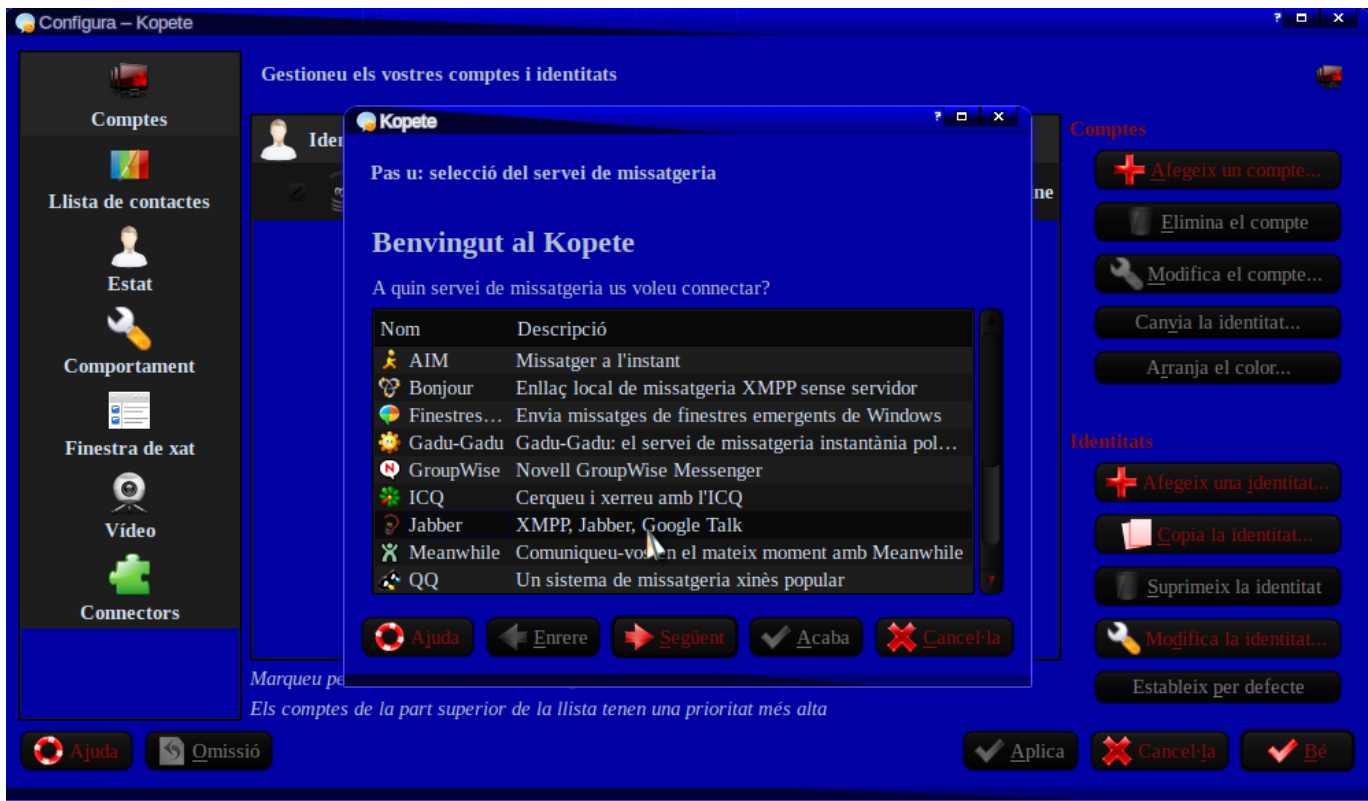 Configura – Kopete
Comptes
Llista de contactes
Estat
Comportament
Finestra de xat
Vídeo
Connectors
Gestioneu els vostres comptes i identitats
Kopete
Pas u: selecció del servei de missatgeria
Benvingut al Kopete
A quin servei de missatgeria us voleu connectar?
Nom Descripció
AIM Missatger a l'instant
Bonjour Enllaç local de missatgeria XMPP sense servidor
Finestres… Envia missatges de finestres emergents de Windows
Gadu-Gadu Gadu-Gadu: el servei de missatgeria instantània pol…
GroupWise Novell GroupWise Messenger
ICQ Cerqueu i xerreu amb l'ICQ
Jabber XMPP, Jabber, Google Talk
Meanwhile Comuniqueu-vos en el mateix moment amb Meanwhile
QQ Un sistema de missatgeria xinès popular
Ajuda Enrere Següent Acaba Cancel·la
Marqueu
Els comptes de la part superior de la llista tenen una prioritat més alta
Comptes
Afegeix un compte...
Elimina el compte
Modifica el compte...
Canvia la identitat...
Arranja el color...
Identitats
Afegeix una identitat...
Copia la identitat...
Suprimeix la identitat
Modifica la identitat...
Estableix per defecte
Ajuda Omissió Aplica Cancel·la Bé